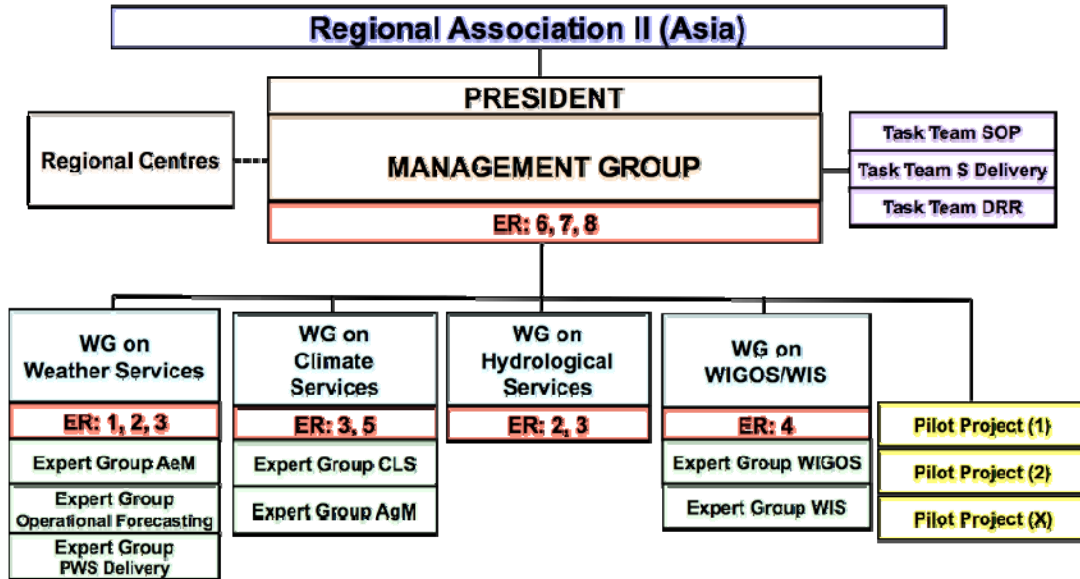 Regional Association II (Asia)
PRESIDENT
Regional Centres
MANAGEMENT GROUP
ER: 6, 7, 8
Task Team SOP
Task Team S Delivery
Task Team DRR
WG on
Weather Services
ER: 1, 2, 3
Expert Group AeM
Expert Group
Operational Forecasting
Expert Group
PWS Delivery
WG on
Climate
Services
ER: 3, 5
Expert Group CLS
Expert Group AgM
WG on
Hydrological
Services
ER: 2, 3
WG on
WIGOS/WIS
ER: 4
Expert Group WIGOS
Expert Group WIS
Pilot Project (1)
Pilot Project (2)
Pilot Project (X)